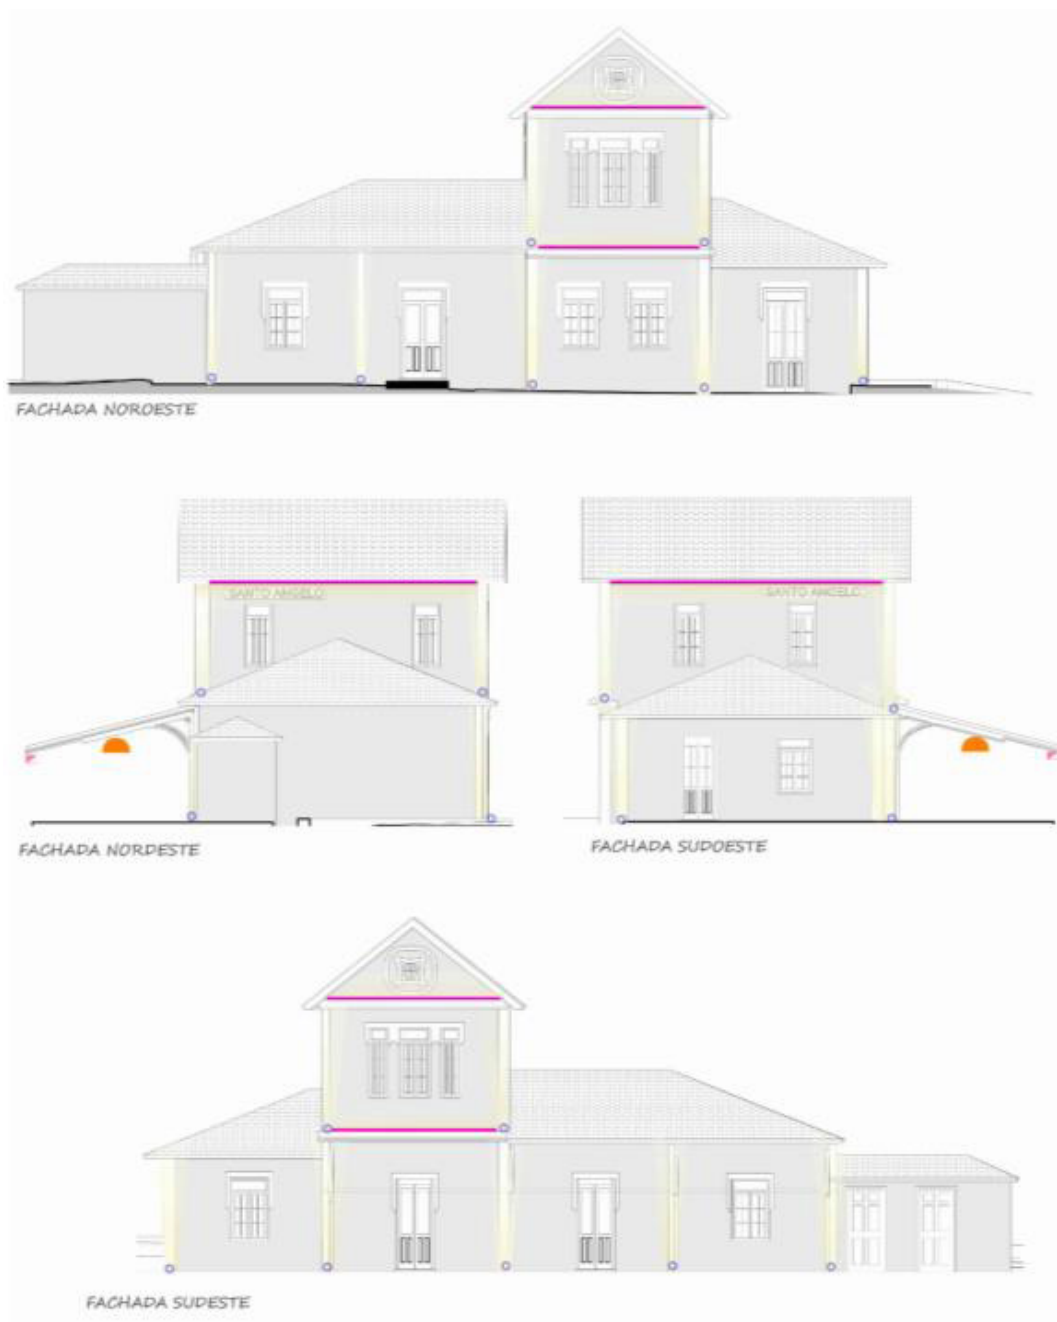 FACHADA NOROESTE
SANTO ANGELO
SANTO ANGELO
FACHADA NORDESTE
FACHADA SUDOESTE
FACHADA SUDESTE